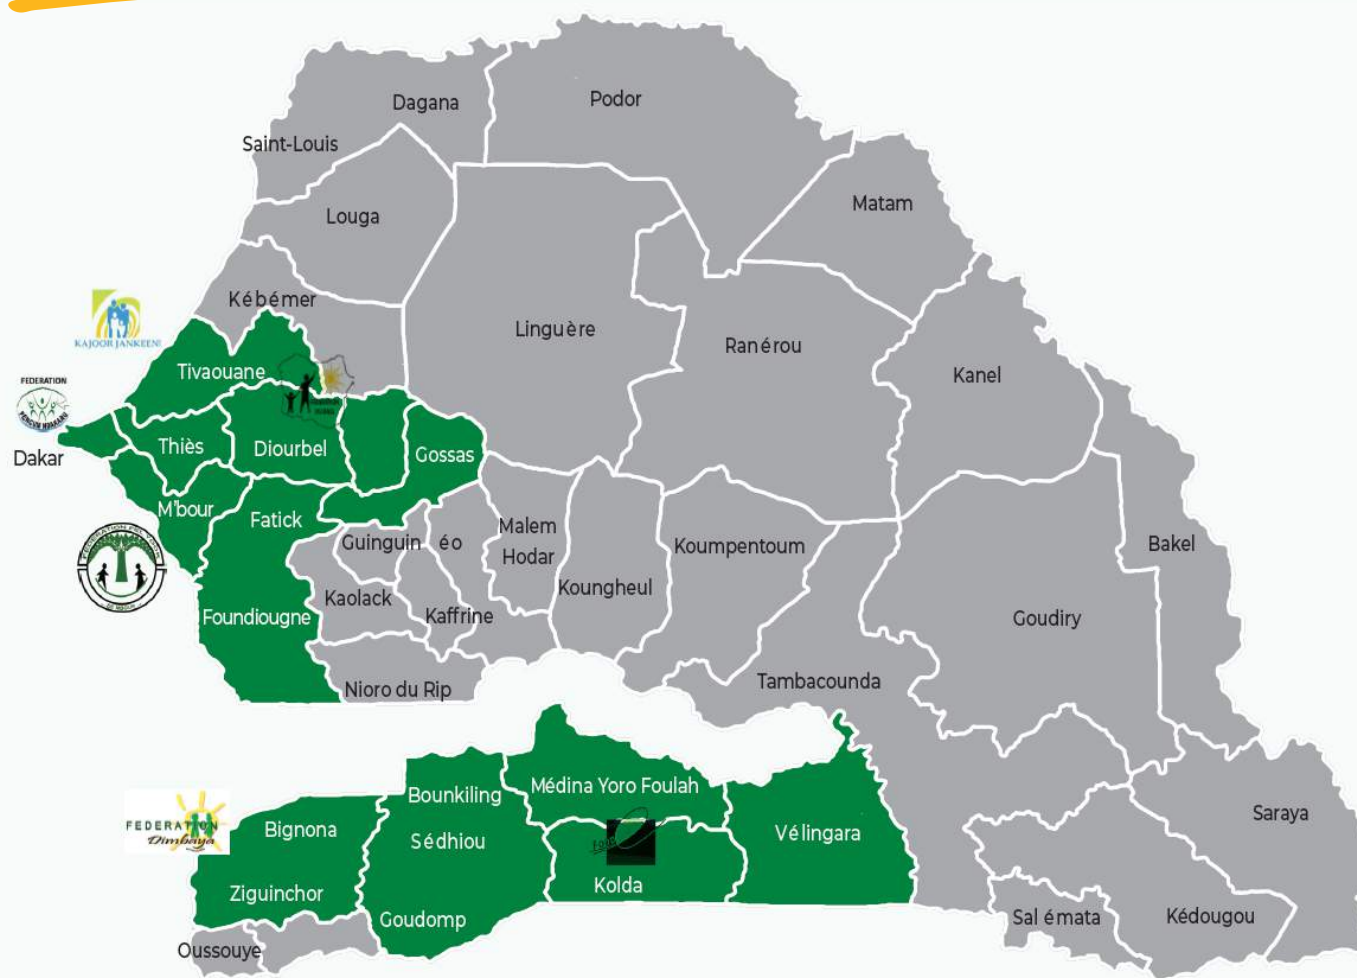 Podor
Dagana
Saint-Louis
Matam
Louga
Kébémer
Linguère
Ranérou
KAJOOR JANKEEN
Tivaouane
Kanel
FEDERATION
Dakar
Thiès
Diourbel
Gossas
M'bour
Fatick
Guinguin éo
Malem
Hodar
Koumpentoum
Bakel
Koungheul
Kaolack
Kaffrine
Foundiougne
Goudiry
Nioro du Rip
Tambacounda
Médina Yoro Foulah
Bounkiling
FEDERATION
Dimbaya
Bignona
Sédhiou
Vélingara
Saraya
Ziguinchor
Kolda
Goudomp
Sal émata
Kédougou
Oussouye